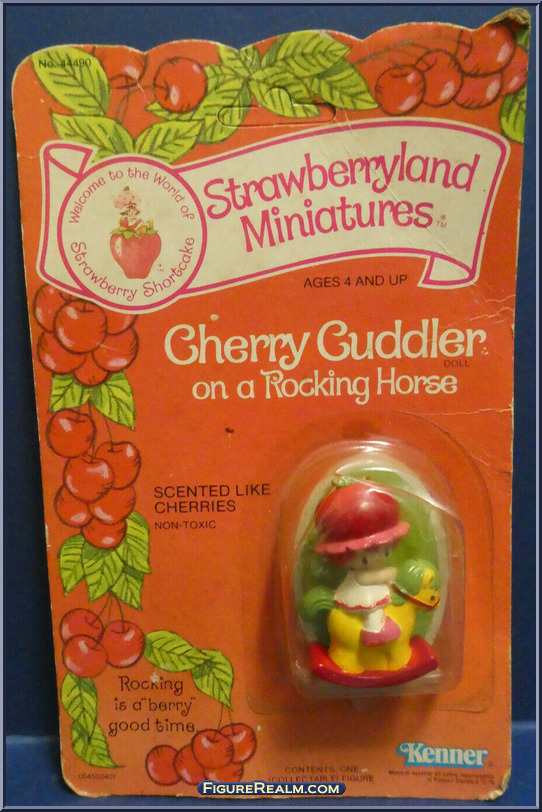 No. 44490
Welcome to the World of
Strawberry Shortcake
Strawberryland
Miniatures
TM
AGES 4 AND UP
Cherry Cuddler
DOLL
on a Rocking Horse
SCENTED LIKE
CHERRIES
NON-TOXIC
Rocking
is a "berry"
good time
CONTENTS: ONE
(COLLECTABLE) FIGURE
Kenner
FIGUREREALM.COM